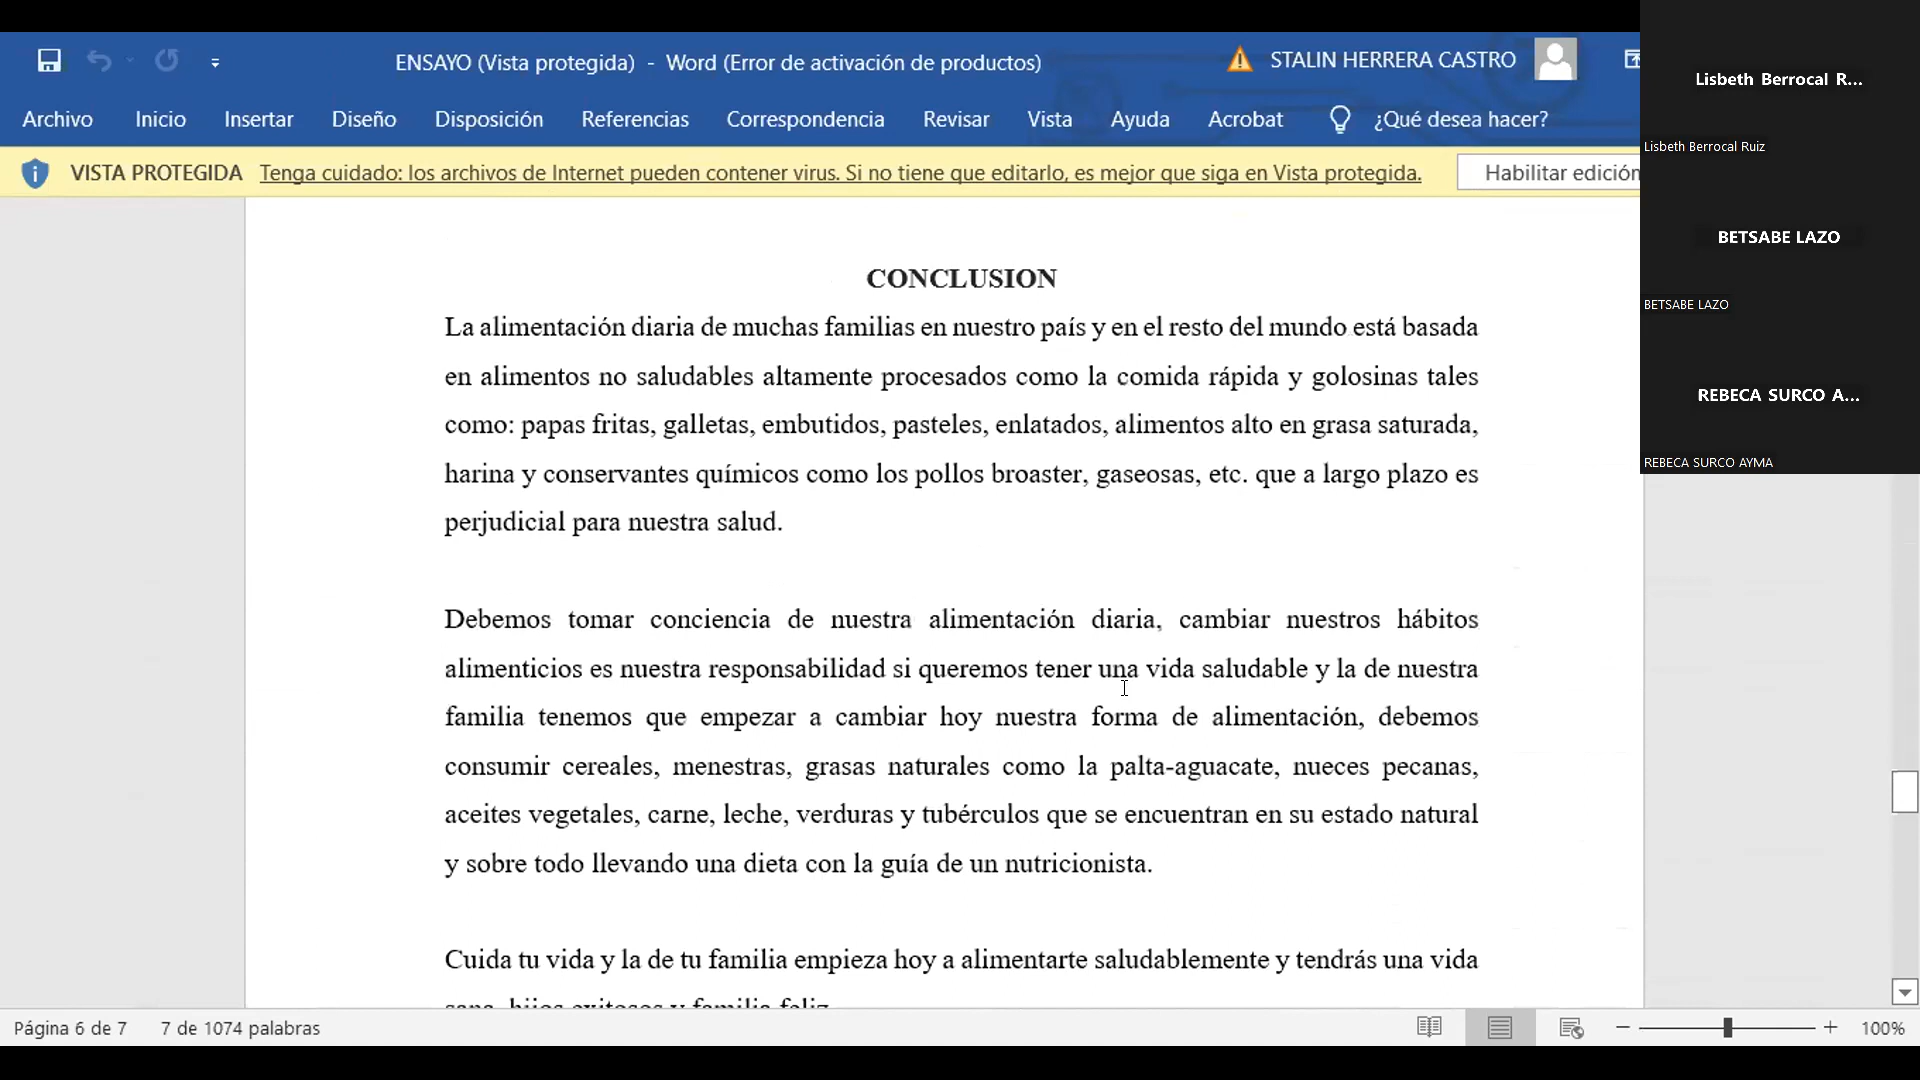 ENSAYO (Vista protegida) - Word (Error de activación de productos)
STALIN HERRERA CASTRO
Archivo Inicio Insertar Diseño Disposición Referencias Correspondencia Revisar Vista Ayuda Acrobat ¿Qué desea hacer?
VISTA PROTEGIDA Tenga cuidado: los archivos de Internet pueden contener virus. Si no tiene que editarlo, es mejor que siga en Vista protegida. Habilitar edición
CONCLUSION
La alimentación diaria de muchas familias en nuestro país y en el resto del mundo está basada
en alimentos no saludables altamente procesados como la comida rápida y golosinas tales
como: papas fritas, galletas, embutidos, pasteles, enlatados, alimentos alto en grasa saturada,
harina y conservantes químicos como los pollos broaster, gaseosas, etc. que a largo plazo es
perjudicial para nuestra salud.
Debemos tomar conciencia de nuestra alimentación diaria, cambiar nuestros hábitos
alimenticios es nuestra responsabilidad si queremos tener una vida saludable y la de nuestra
familia tenemos que empezar a cambiar hoy nuestra forma de alimentación, debemos
consumir cereales, menestras, grasas naturales como la palta-aguacate, nueces pecanas,
aceites vegetales, carne, leche, verduras y tubérculos que se encuentran en su estado natural
y sobre todo llevando una dieta con la guía de un nutricionista.
Cuida tu vida y la de tu familia empieza hoy a alimentarte saludablemente y tendrás una vida
sana, hijos exitosos y familia feliz
Página 6 de 7 7 de 1074 palabras
100%
Lisbeth Berrocal R...
Lisbeth Berrocal Ruiz
BETSABE LAZO
BETSABE LAZO
REBECA SURCO A...
REBECA SURCO AYMA